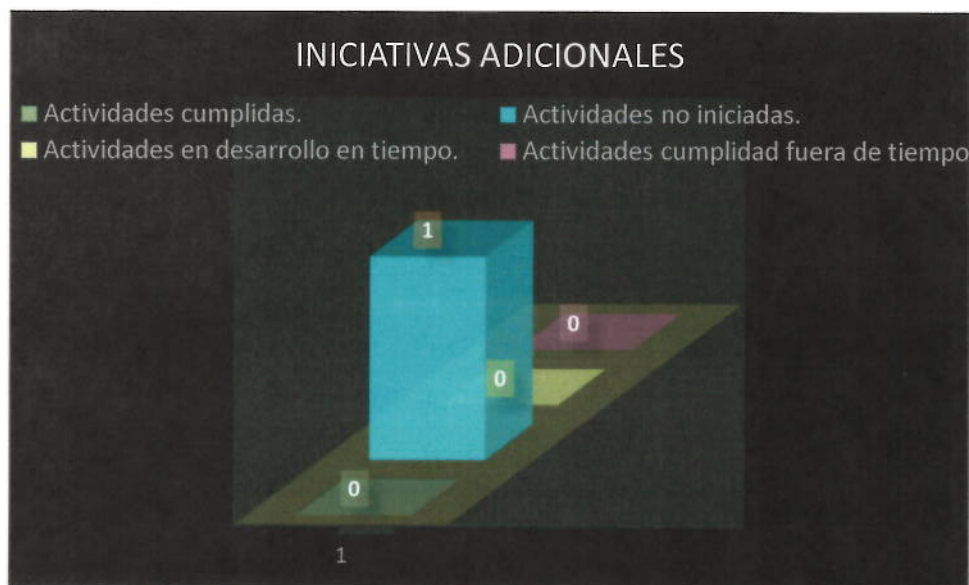 INICIATIVAS ADICIONALES
Actividades cumplidas. Actividades no iniciadas.
Actividades en desarrollo en tiempo. Actividades cumplidad fuera de tiempo
1
0
0
0
1